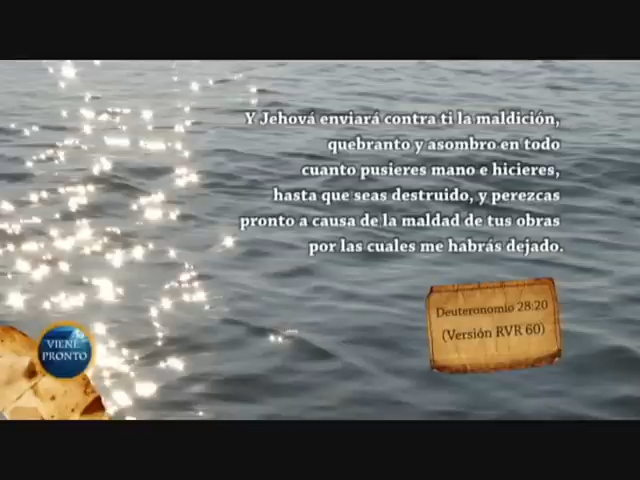 Y Jehová enviará contra ti la maldición,
quebranto y asombro en todo
cuanto pusieres mano e hicieres,
hasta que seas destruido, y perezcas
pronto a causa de la maldad de tus obras
por las cuales me habrás dejado.
Deuteronomio 28:20
(Versión RVR 60)
VIENE
PRONTO